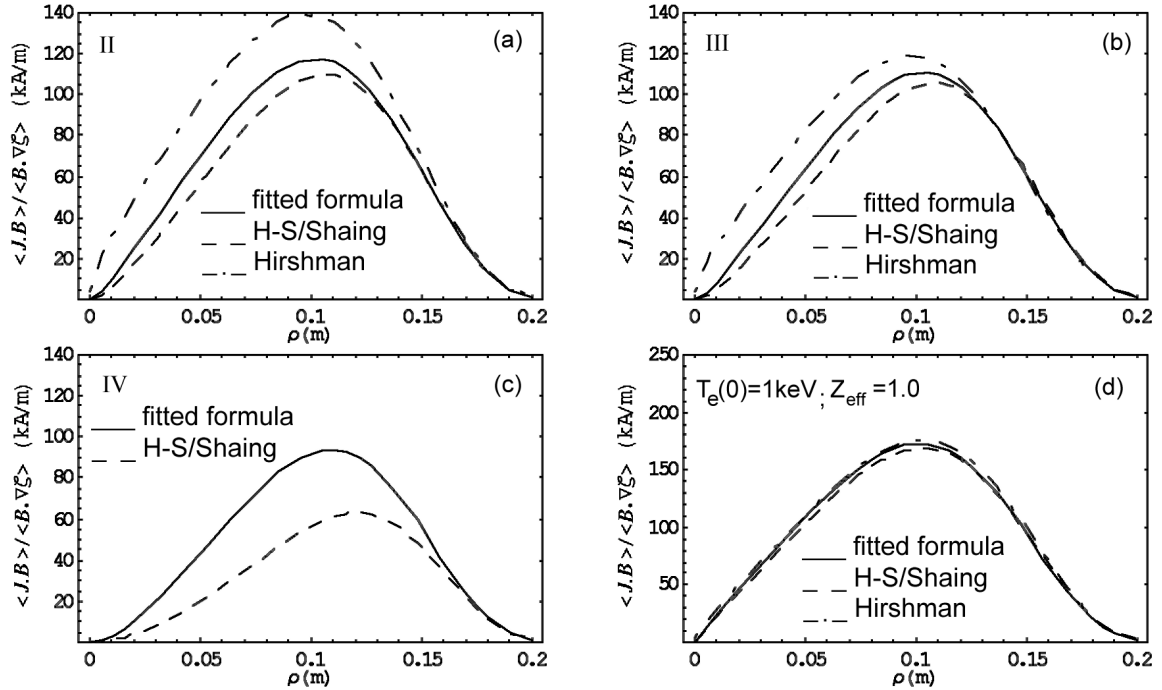 II
(a)
<J.B>/<B.∇ζ> (kA/m)
140
120
100
80
60
40
20
fitted formula
H-S/Shaing
Hirshman
0
0.05
0.1
0.15
0.2
ρ(m)
III
(b)
<J.B>/<B.∇ζ> (kA/m)
140
120
100
80
60
40
20
fitted formula
H-S/Shaing
Hirshman
0
0.05
0.1
0.15
0.2
ρ(m)
IV
(c)
<J.B>/<B.∇ζ> (kA/m)
140
120
100
80
60
40
20
fitted formula
H-S/Shaing
0
0.05
0.1
0.15
0.2
ρ(m)
Te(0)=1keV; Zeff=1.0
(d)
<J.B>/<B.∇ζ> (kA/m)
250
200
150
100
50
fitted formula
H-S/Shaing
Hirshman
0
0.05
0.1
0.15
0.2
ρ(m)